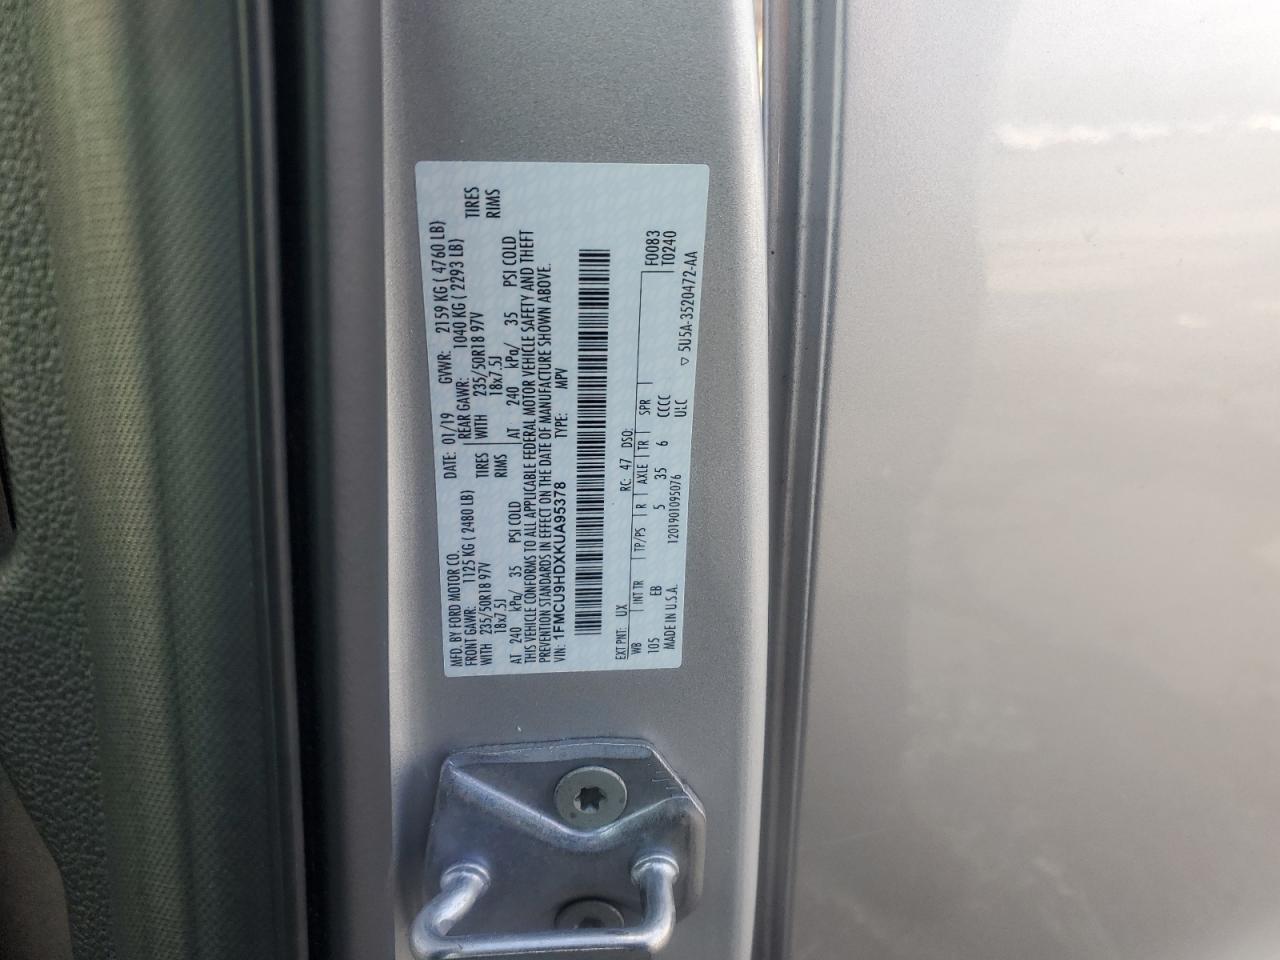 MFD. BY FORD MOTOR CO. DATE: 01/19 GVWR: 2159 KG ( 4760 LB)
FRONT GAWR: 1125 KG ( 2480 LB) REAR GAWR: 1040 KG ( 2293 LB)
WITH 235/50R18 97V TIRES WITH 235/50R18 97V TIRES
18x7.5J RIMS 18x7.5J RIMS
AT 240 kPa/ 35 PSI COLD AT 240 kPa/ 35 PSI COLD
THIS VEHICLE CONFORMS TO ALL APPLICABLE FEDERAL MOTOR VEHICLE SAFETY AND THEFT
PREVENTION STANDARDS IN EFFECT ON THE DATE OF MANUFACTURE SHOWN ABOVE.
VIN: 1FMCU9HDXKUA95378 TYPE: MPV
EXT PNT: UX RC: 47 DSO: F0083
WB INT TR TP/PS R AXLE TR SPR T0240
105 EB 5 35 6 CCCC
MADE IN U.S.A. 1201901095076 ULC ▽ 5U5A-3520472-AA